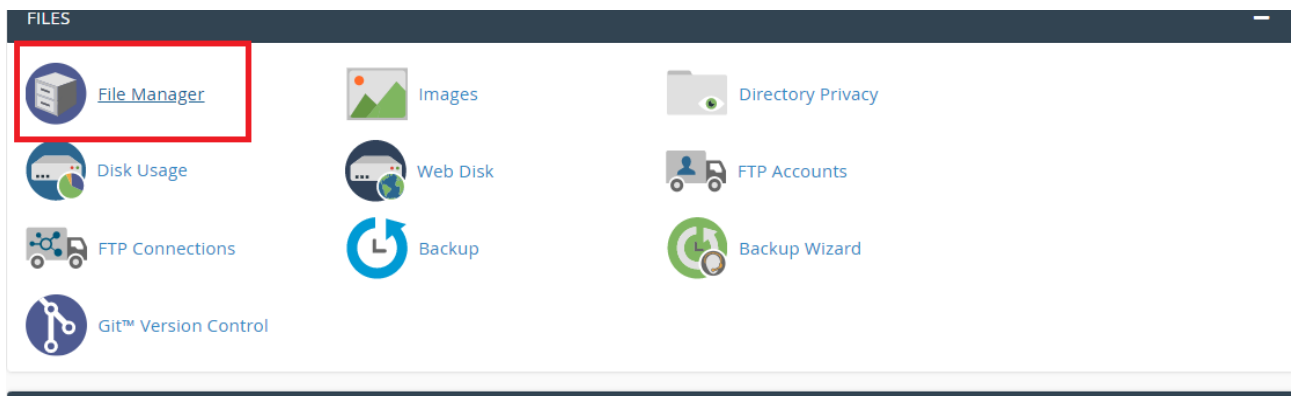 FILES
File Manager
Images
Directory Privacy
Disk Usage
Web Disk
FTP Accounts
FTP Connections
Backup
Backup Wizard
Git™ Version Control